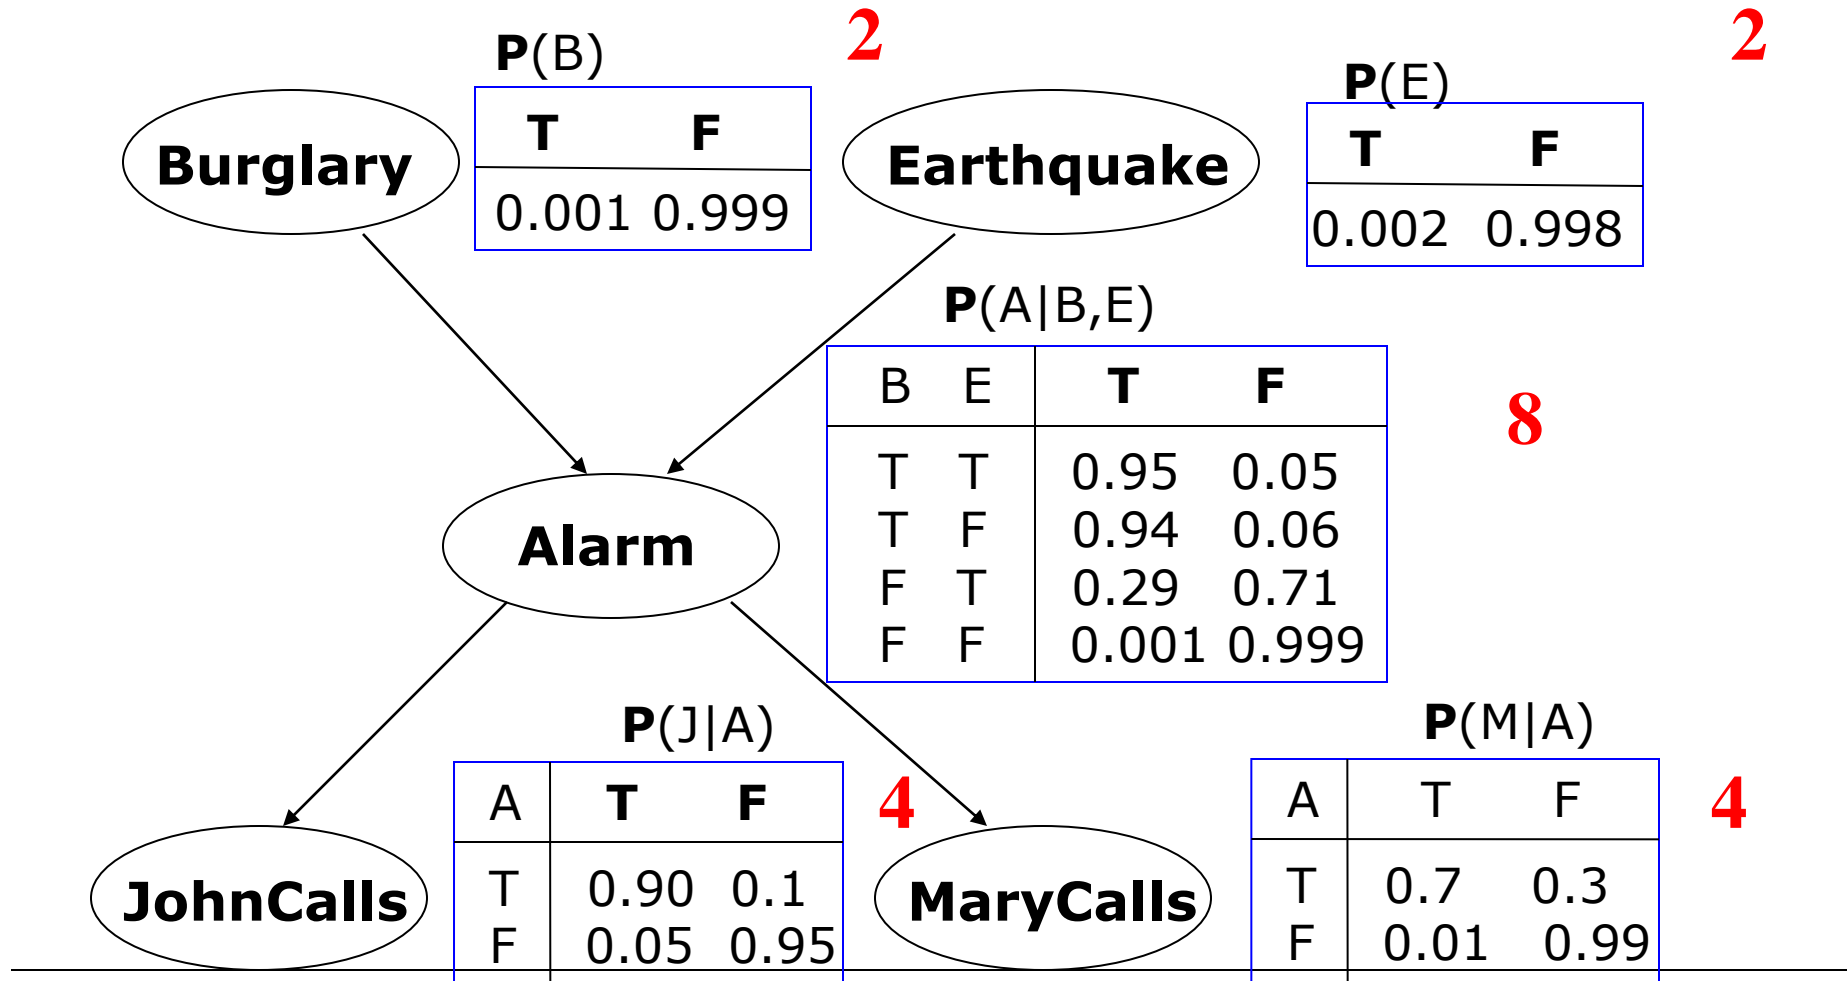 P(B)
2
2
P(E)
Burglary
T F
0.001 0.999
Earthquake
T F
0.002 0.998
P(A|B,E)
B E T F
T T 0.95 0.05
T F 0.94 0.06
F T 0.29 0.71
F F 0.001 0.999
8
Alarm
P(J|A)
A T F
T 0.90 0.1
F 0.05 0.95
4
P(M|A)
A T F
T 0.7 0.3
F 0.01 0.99
4
JohnCalls
MaryCalls